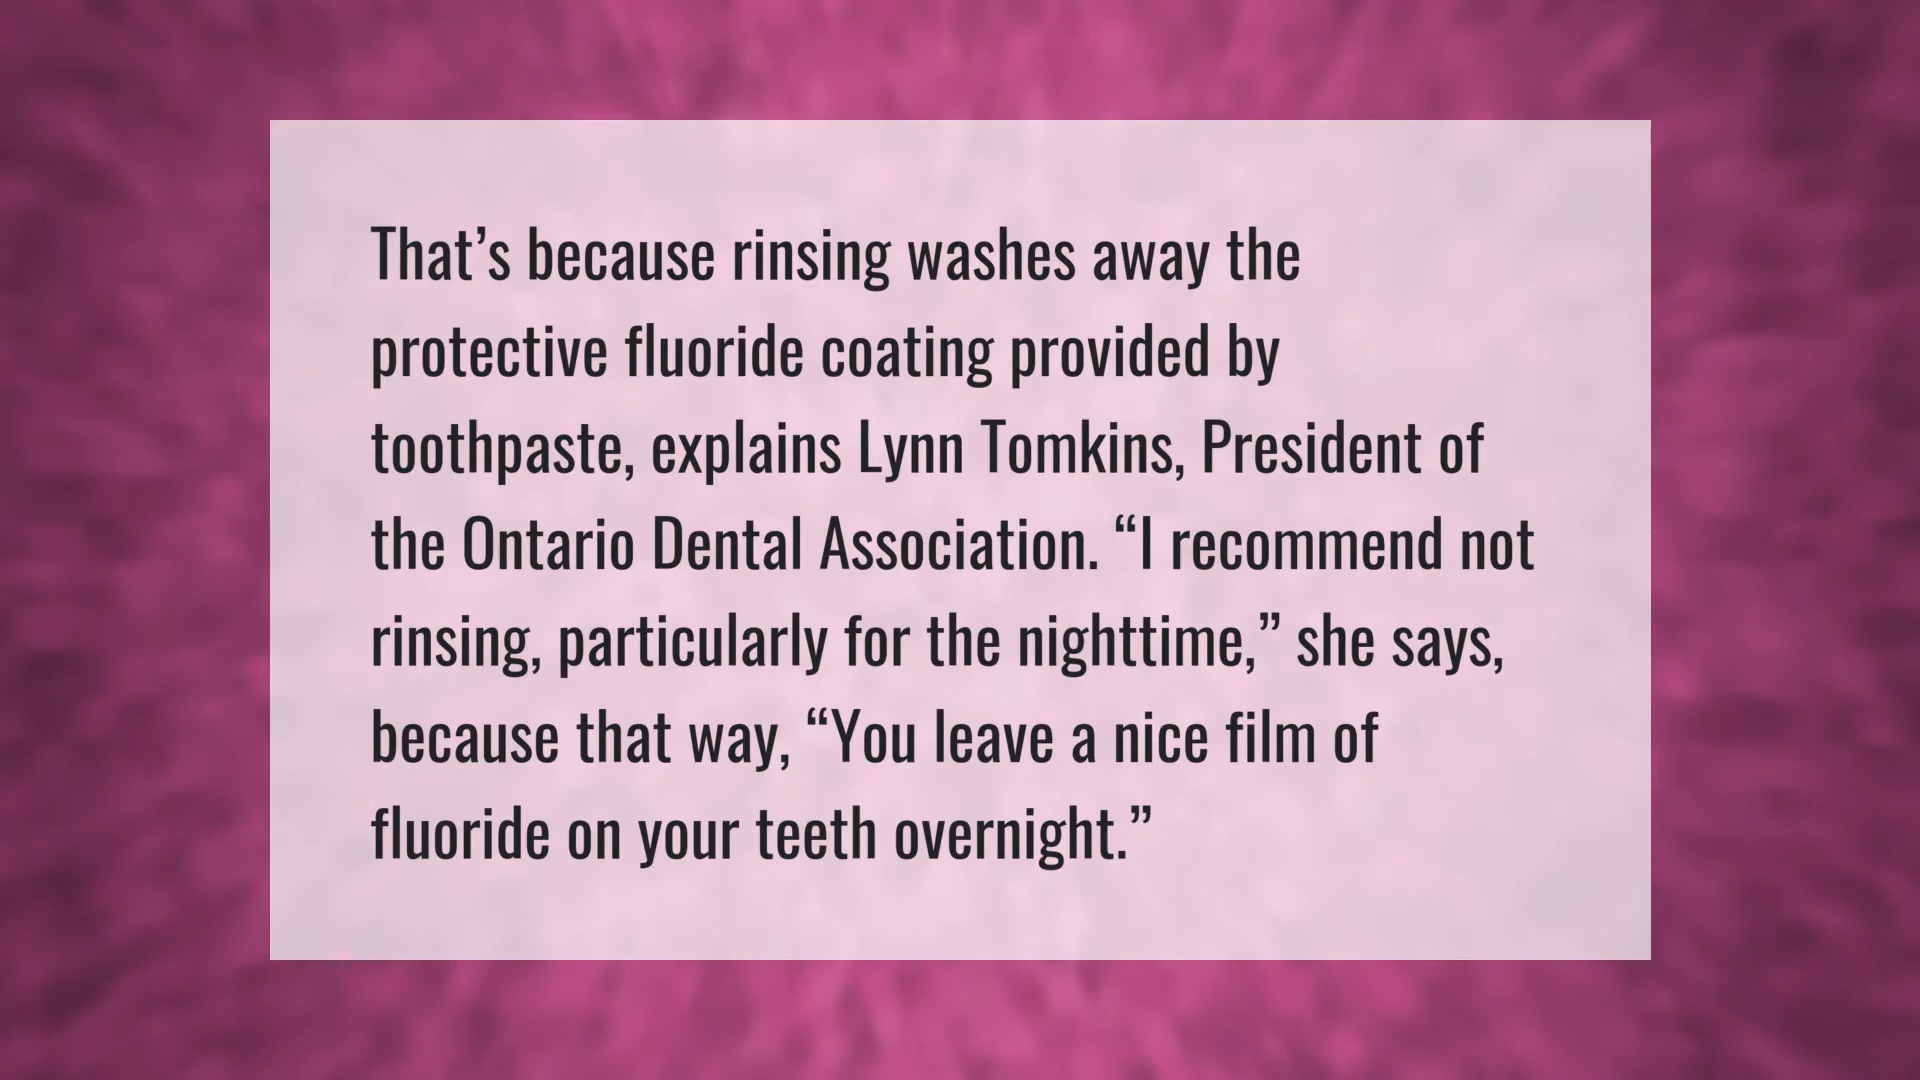 That’s because rinsing washes away the
protective fluoride coating provided by
toothpaste, explains Lynn Tomkins, President of
the Ontario Dental Association. “I recommend not
rinsing, particularly for the nighttime,” she says,
because that way, “You leave a nice film of
fluoride on your teeth overnight.”